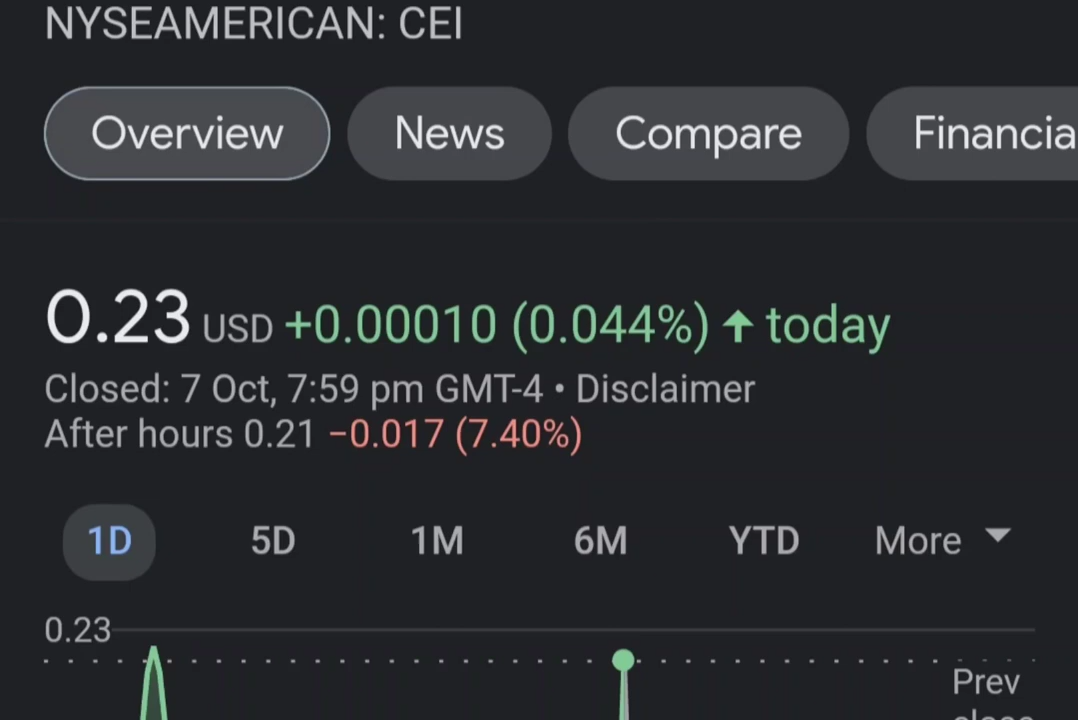 NYSEAMERICAN: CEI
Overview News Compare Financia
0.23 USD +0.00010 (0.044%) ↑ today
Closed: 7 Oct, 7:59 pm GMT-4 • Disclaimer
After hours 0.21 −0.017 (7.40%)
1D 5D 1M 6M YTD More
0.23
Prev
close